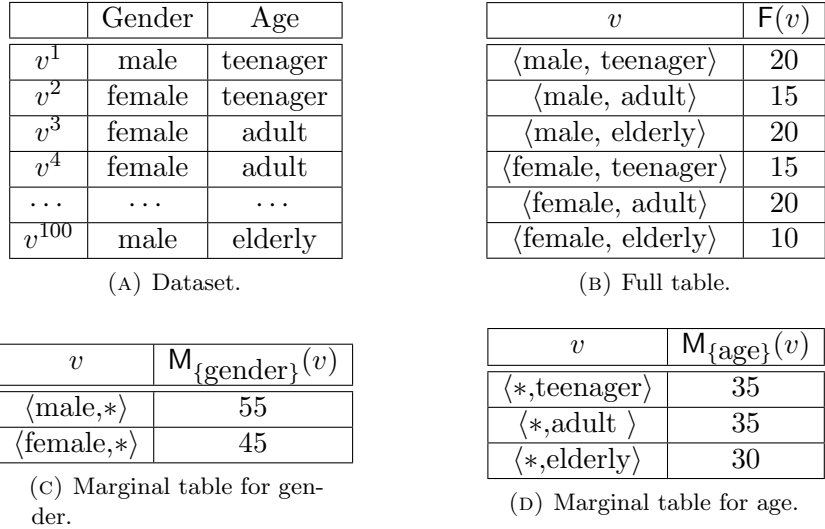 Gender Age
v^1 male teenager
v^2 female teenager
v^3 female adult
v^4 female adult
⋯ ⋯ ⋯
v^100 male elderly
(A) Dataset.
v F(v)
⟨male, teenager⟩ 20
⟨male, adult⟩ 15
⟨male, elderly⟩ 20
⟨female, teenager⟩ 15
⟨female, adult⟩ 20
⟨female, elderly⟩ 10
(B) Full table.
v M_{gender}(v)
⟨male,∗⟩ 55
⟨female,∗⟩ 45
(C) Marginal table for gen-
der.
v M_{age}(v)
⟨∗,teenager⟩ 35
⟨∗,adult ⟩ 35
⟨∗,elderly⟩ 30
(D) Marginal table for age.